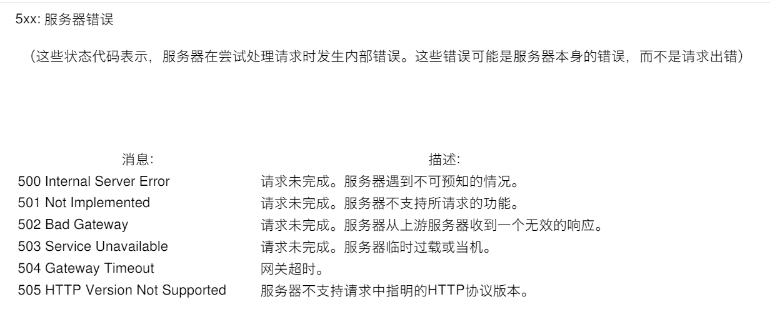 5xx: 服务器错误
（这些状态代码表示，服务器在尝试处理请求时发生内部错误。这些错误可能是服务器本身的错误，而不是请求出错）
消息: 描述:
500 Internal Server Error 请求未完成。服务器遇到不可预知的情况。
501 Not Implemented 请求未完成。服务器不支持所请求的功能。
502 Bad Gateway 请求未完成。服务器从上游服务器收到一个无效的响应。
503 Service Unavailable 请求未完成。服务器临时过载或当机。
504 Gateway Timeout 网关超时。
505 HTTP Version Not Supported 服务器不支持请求中指明的HTTP协议版本。